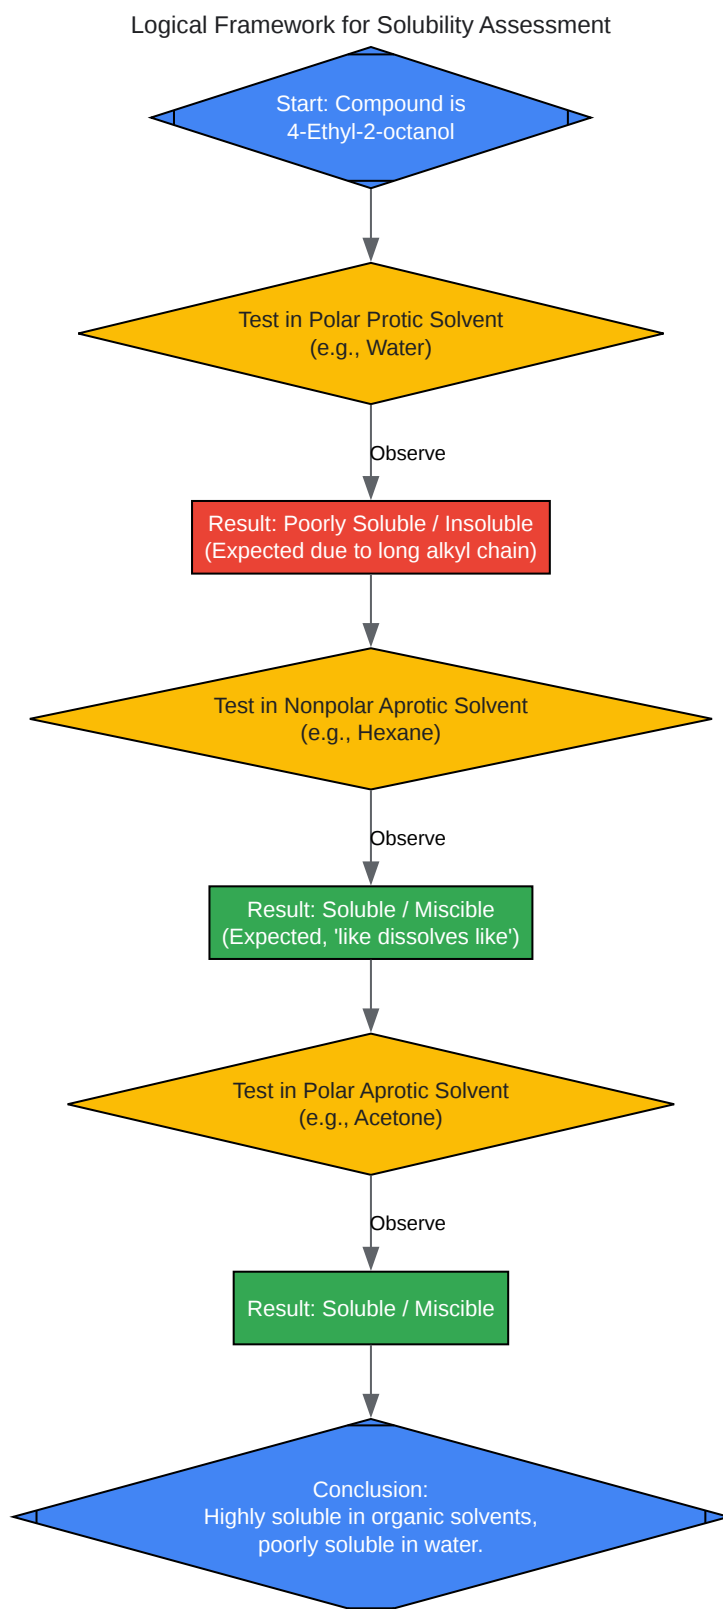 Logical Framework for Solubility Assessment
Start: Compound is
4-Ethyl-2-octanol
Test in Polar Protic Solvent
(e.g., Water)
Observe
Result: Poorly Soluble / Insoluble
(Expected due to long alkyl chain)
Test in Nonpolar Aprotic Solvent
(e.g., Hexane)
Observe
Result: Soluble / Miscible
(Expected, 'like dissolves like')
Test in Polar Aprotic Solvent
(e.g., Acetone)
Observe
Result: Soluble / Miscible
Conclusion:
Highly soluble in organic solvents,
poorly soluble in water.